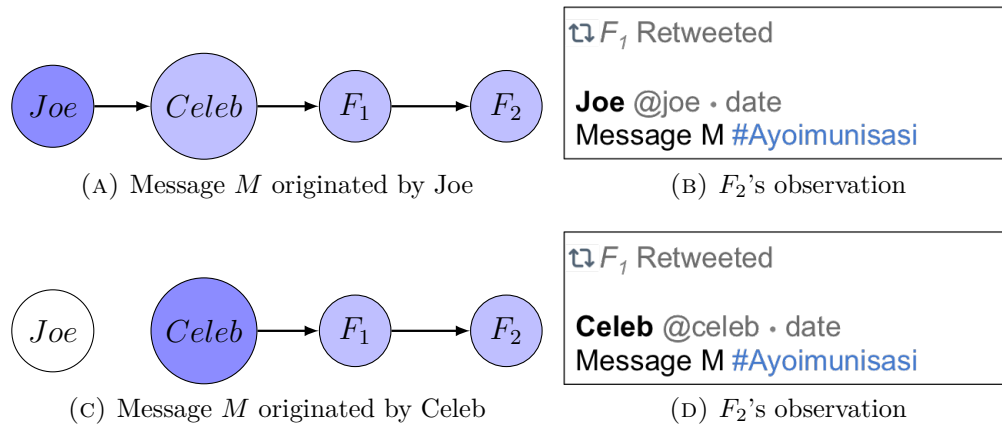 Joe Celeb F1 F2
(A) Message M originated by Joe
F1 Retweeted
Joe @joe • date
Message M #Ayoimunisasi
(B) F2's observation
Joe Celeb F1 F2
(C) Message M originated by Celeb
F1 Retweeted
Celeb @celeb • date
Message M #Ayoimunisasi
(D) F2's observation